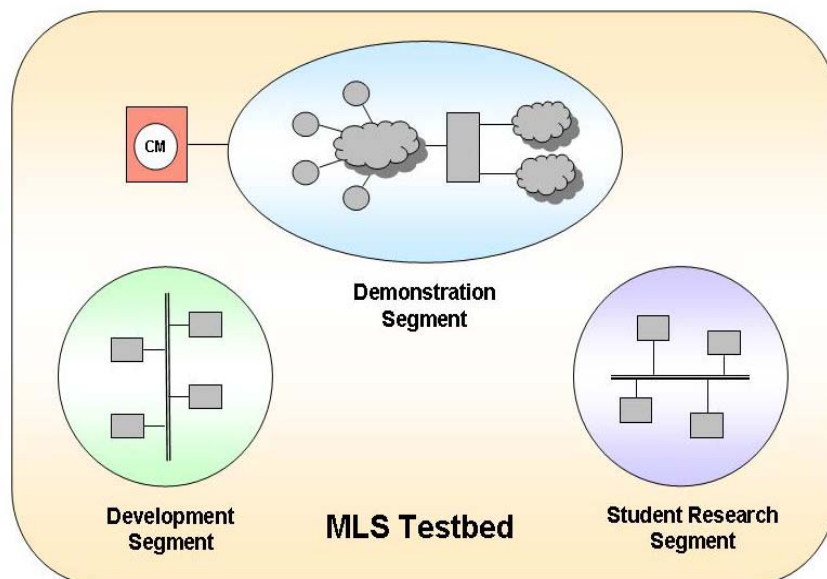 CM
Demonstration
Segment
Development
Segment
MLS Testbed
Student Research
Segment